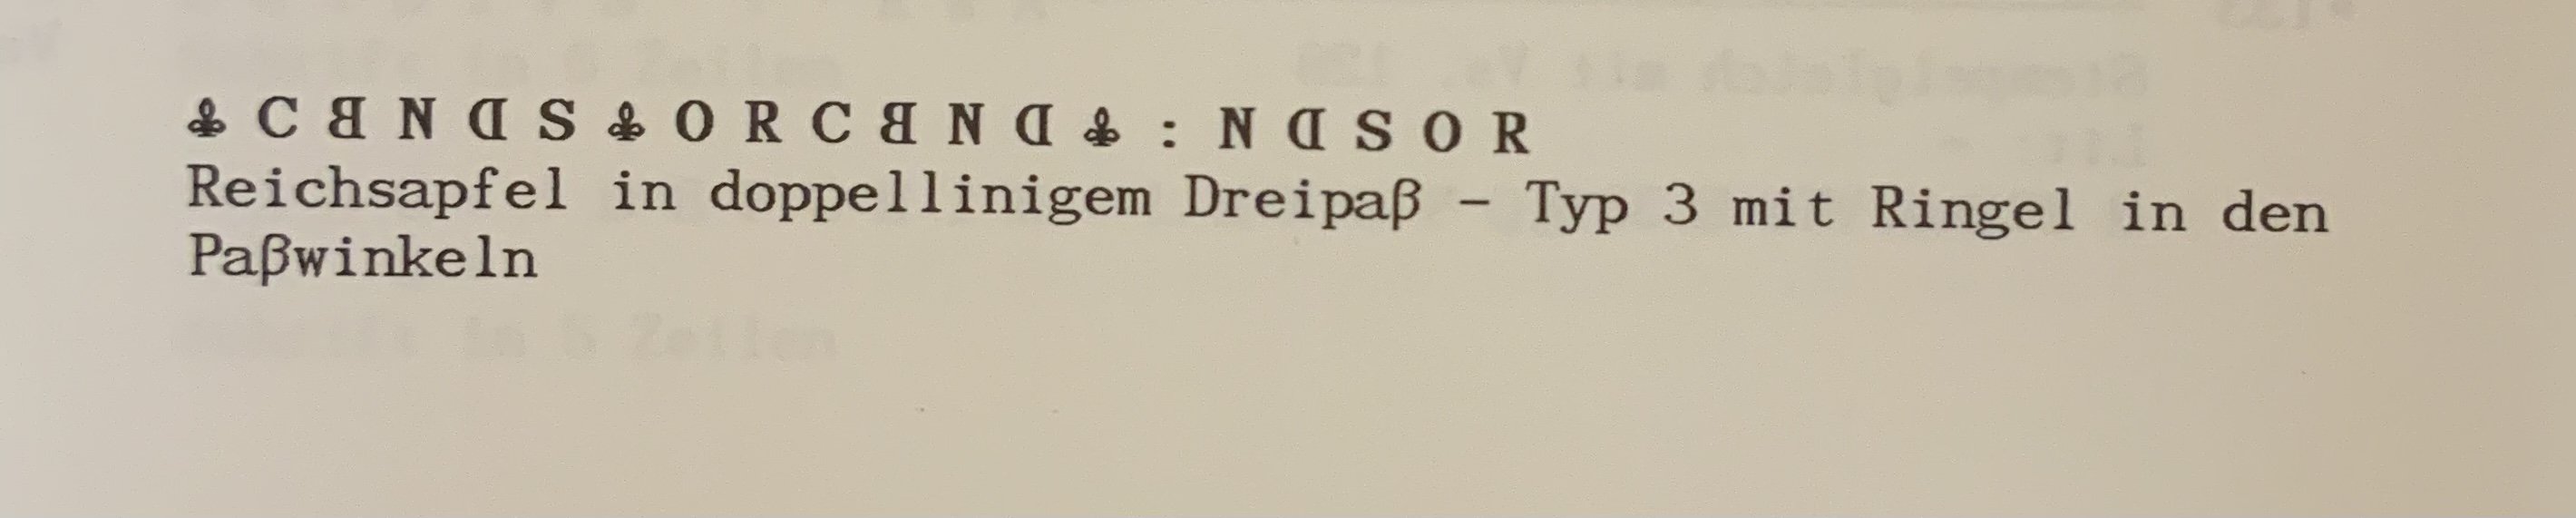 ⚘ C ᗺ N ᗡ S ⚘ O R C ᗺ N ᗡ ⚘ : N ᗡ S O R
Reichsapfel in doppellinigem Dreipaß - Typ 3 mit Ringel in den
Paßwinkeln